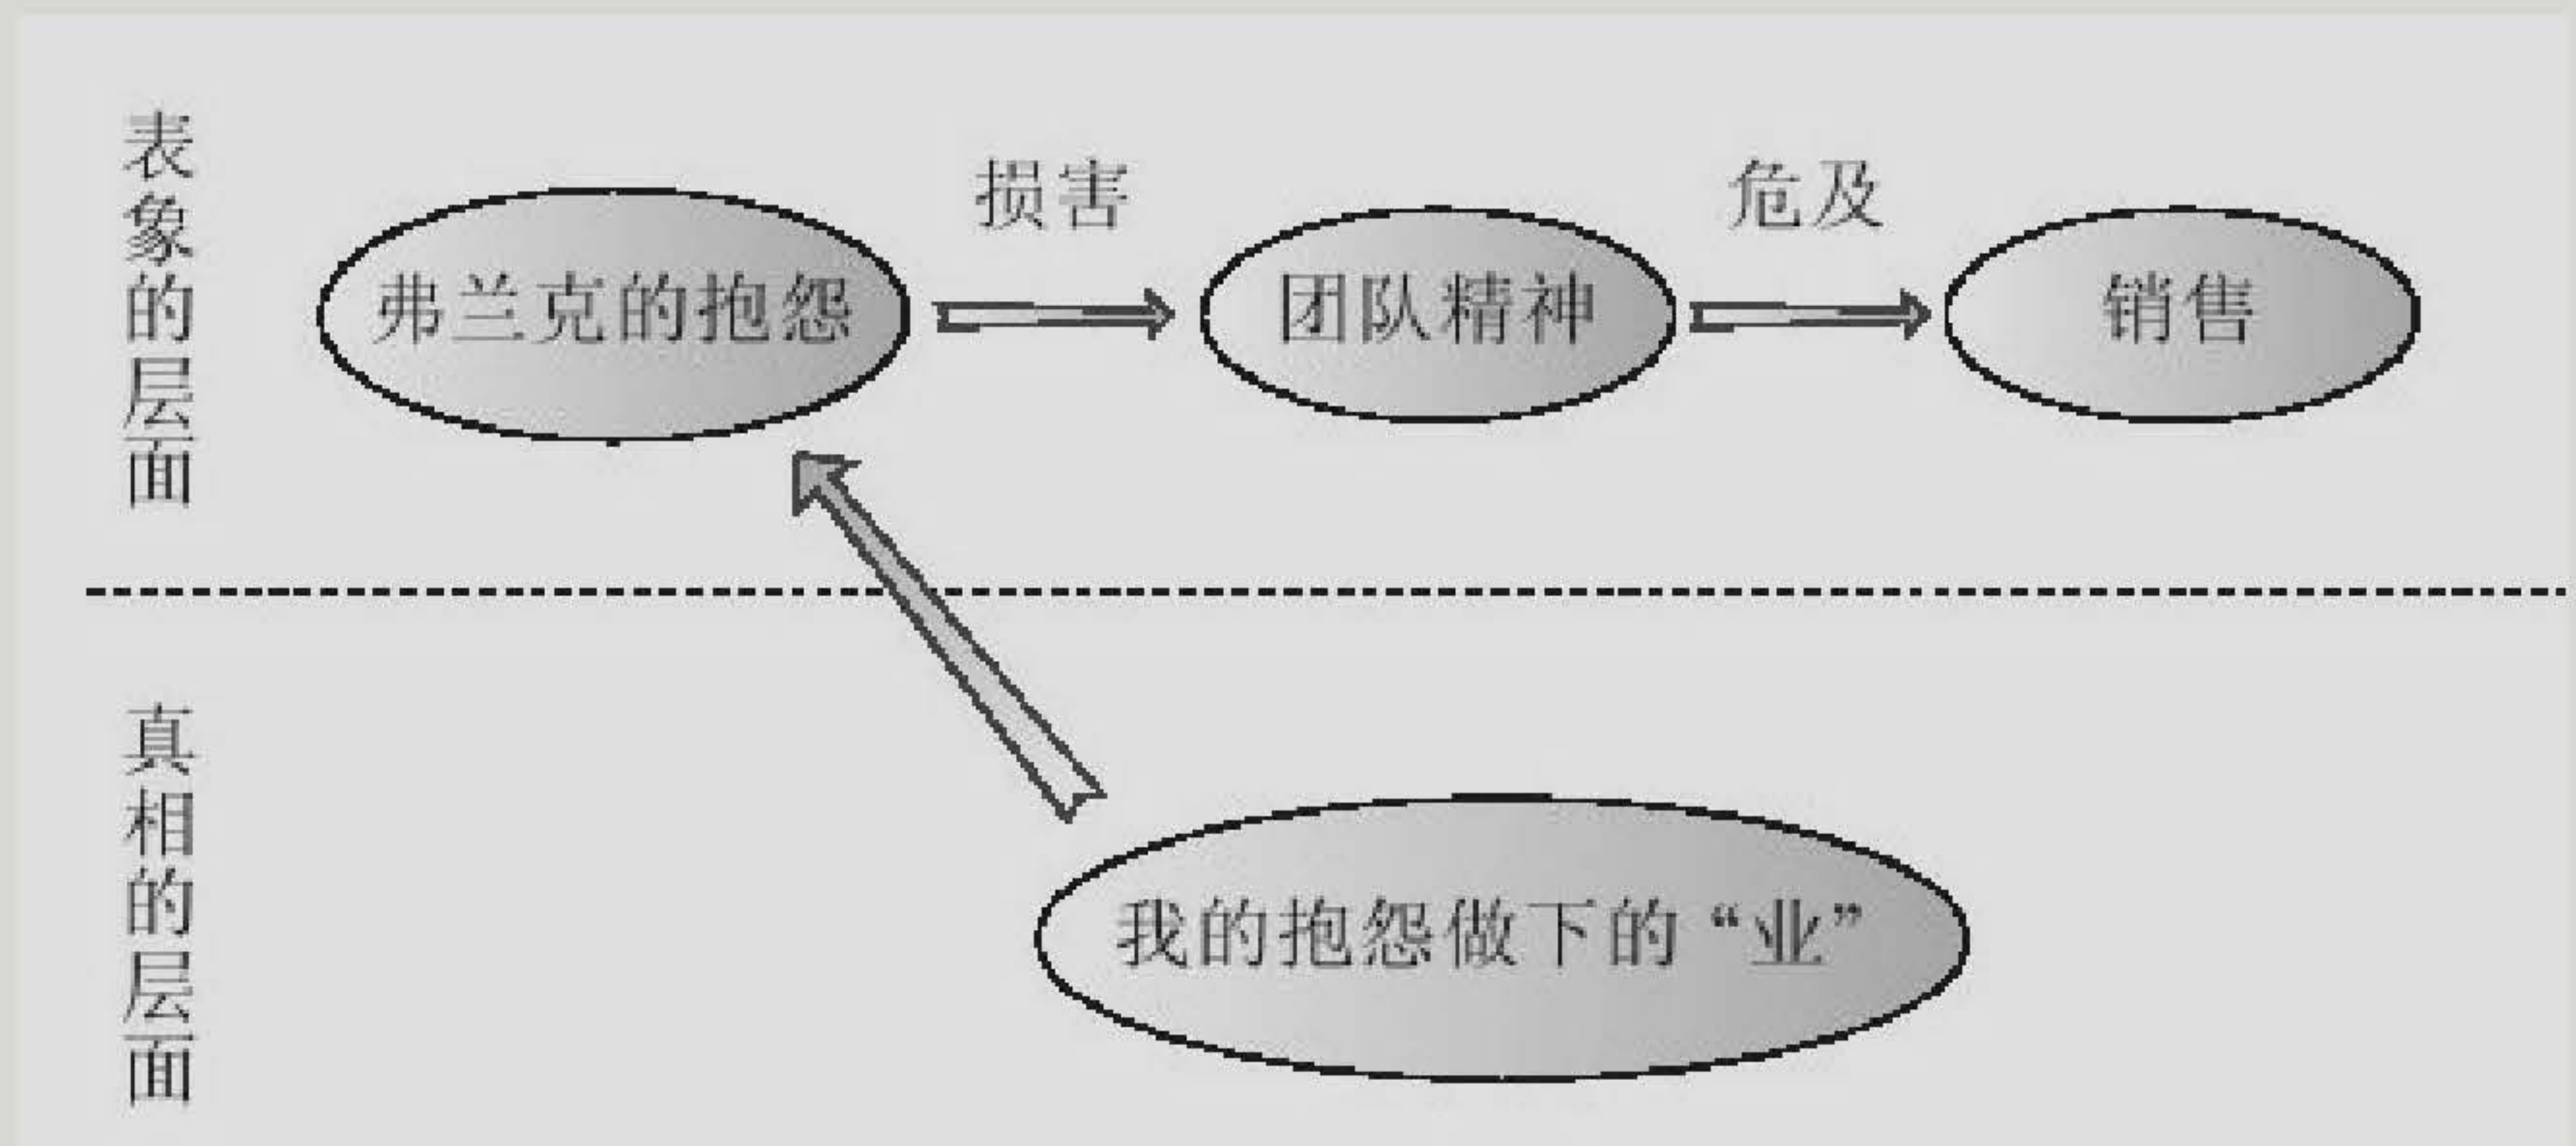 表象的层面
损害
危及
弗兰克的抱怨
团队精神
销售
真相的层面
我的抱怨做下的“业”